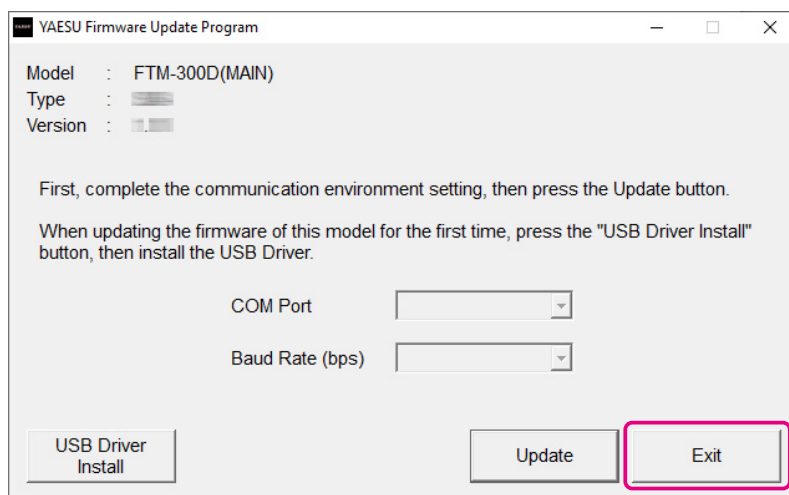 YAESU Firmware Update Program
Model : FTM-300D(MAIN)
Type :
Version :
First, complete the communication environment setting, then press the Update button.
When updating the firmware of this model for the first time, press the "USB Driver Install"
button, then install the USB Driver.
COM Port
Baud Rate (bps)
USB Driver
Install
Update
Exit